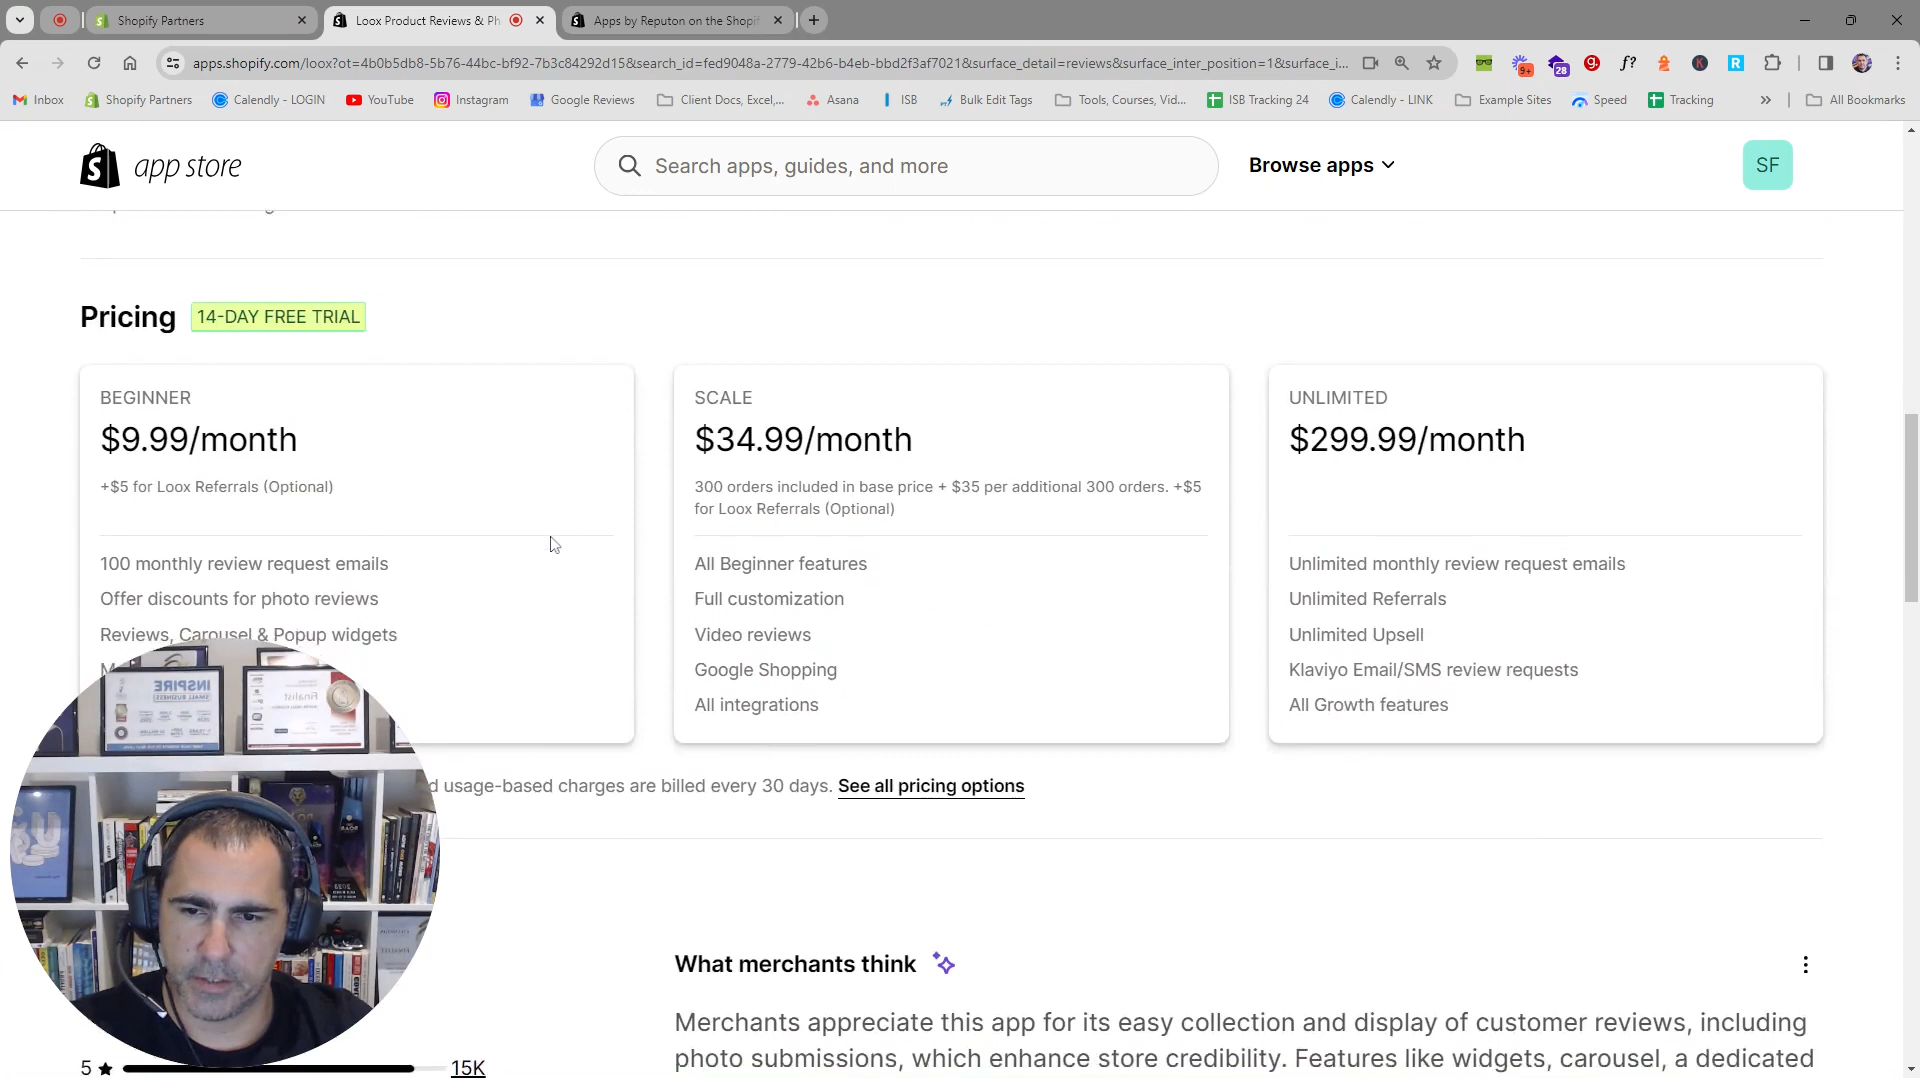 Shopify Partners
Loox Product Reviews & Ph
Apps by Reputon on the Shopif
apps.shopify.com/loox?ot=4b0b5db8-5b76-44bc-bf92-7b3c84292d15&search_id=fed9048a-2779-42b6-b4eb-bbd2f3af7021&surface_detail=reviews&surface_inter_position=1&surface_i...
9+
28
f?
Inbox
Shopify Partners
Calendly - LOGIN
YouTube
Instagram
Google Reviews
Client Docs, Excel,...
Asana
ISB
Bulk Edit Tags
Tools, Courses, Vid...
ISB Tracking 24
Calendly - LINK
Example Sites
Speed
Tracking
All Bookmarks
app store
Search apps, guides, and more
Browse apps
SF
Pricing
14-DAY FREE TRIAL
BEGINNER
$9.99/month
+$5 for Loox Referrals (Optional)
100 monthly review request emails
Offer discounts for photo reviews
Reviews, Carousel & Popup widgets
SCALE
$34.99/month
300 orders included in base price + $35 per additional 300 orders. +$5
for Loox Referrals (Optional)
All Beginner features
Full customization
Video reviews
Google Shopping
All integrations
UNLIMITED
$299.99/month
Unlimited monthly review request emails
Unlimited Referrals
Unlimited Upsell
Klaviyo Email/SMS review requests
All Growth features
usage-based charges are billed every 30 days. See all pricing options
INSPIRE
Finalist
What merchants think
Merchants appreciate this app for its easy collection and display of customer reviews, including
photo submissions, which enhance store credibility. Features like widgets, carousel, a dedicated
5
15K